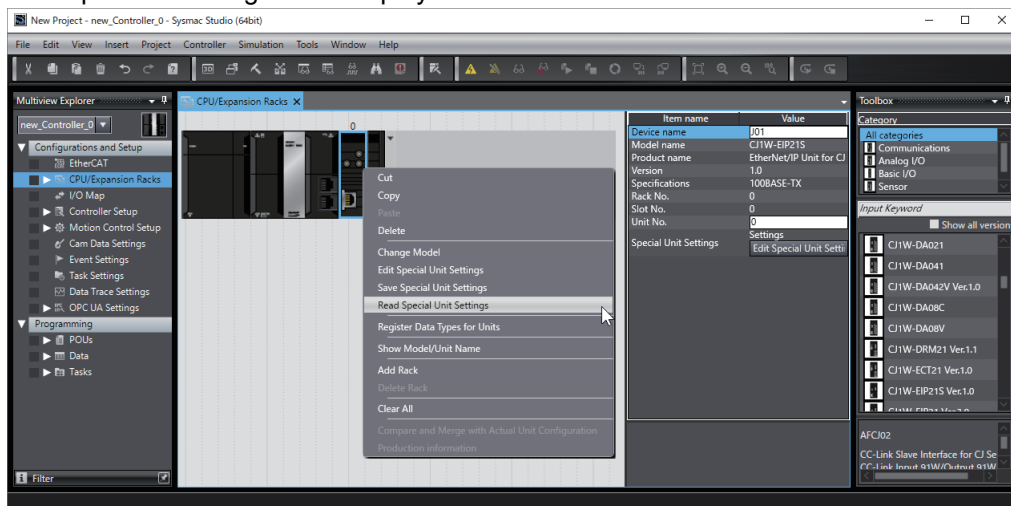 New Project - new_Controller_0 - Sysmac Studio (64bit)
File Edit View Insert Project Controller Simulation Tools Window Help
Multiview Explorer
new_Controller_0
Configurations and Setup
EtherCAT
CPU/Expansion Racks
I/O Map
Controller Setup
Motion Control Setup
Cam Data Settings
Event Settings
Task Settings
Data Trace Settings
OPC UA Settings
Programming
POUs
Data
Tasks
Filter
CPU/Expansion Racks
0
Cut
Copy
Paste
Delete
Change Model
Edit Special Unit Settings
Save Special Unit Settings
Read Special Unit Settings
Register Data Types for Units
Show Model/Unit Name
Add Rack
Delete Rack
Clear All
Compare and Merge with Actual Unit Configuration
Production information
Item name Value
Device name J01
Model name CJ1W-EIP21S
Product name EtherNet/IP Unit for CJ
Version 1.0
Specifications 100BASE-TX
Rack No. 0
Slot No. 0
Unit No. 0
Special Unit Settings Settings
Edit Special Unit Setti
Toolbox
Category
All categories
Communications
Analog I/O
Basic I/O
Sensor
Input Keyword
Show all version
CJ1W-DA021
CJ1W-DA041
CJ1W-DA042V Ver.1.0
CJ1W-DA08C
CJ1W-DA08V
CJ1W-DRM21 Ver.1.1
CJ1W-ECT21 Ver.1.0
CJ1W-EIP21S Ver.1.0
AFCJ02
CC-Link Slave Interface for CJ Se
CC-Link Input 91W/Output 91W